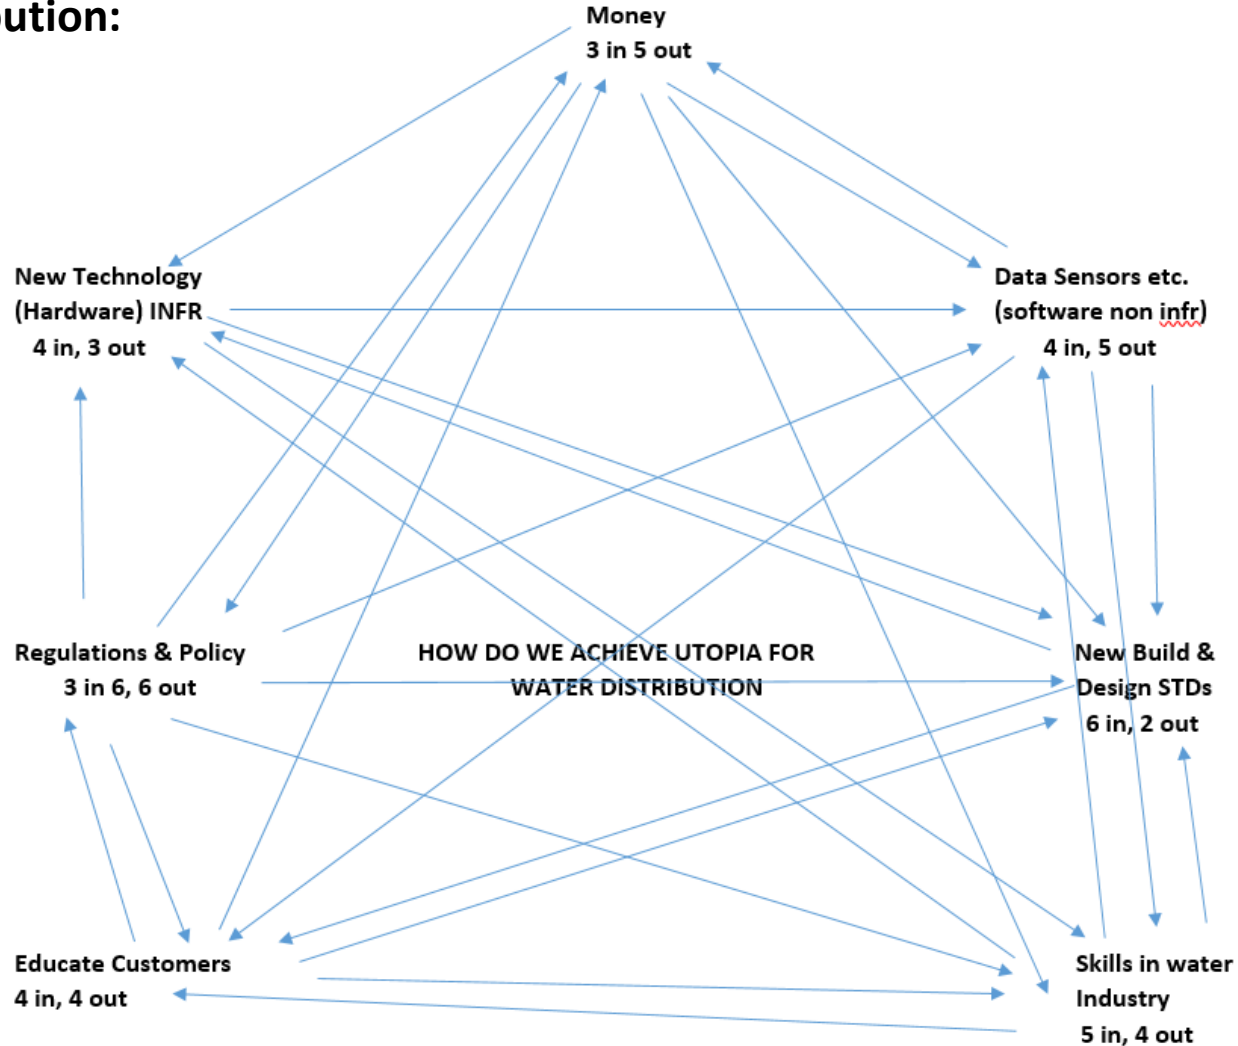 bution:
Money
3 in 5 out
New Technology
(Hardware) INFR
4 in, 3 out
Data Sensors etc.
(software non infr)
4 in, 5 out
Regulations & Policy
3 in 6, 6 out
HOW DO WE ACHIEVE UTOPIA FOR
WATER DISTRIBUTION
New Build &
Design STDs
6 in, 2 out
Educate Customers
4 in, 4 out
Skills in water
Industry
5 in, 4 out